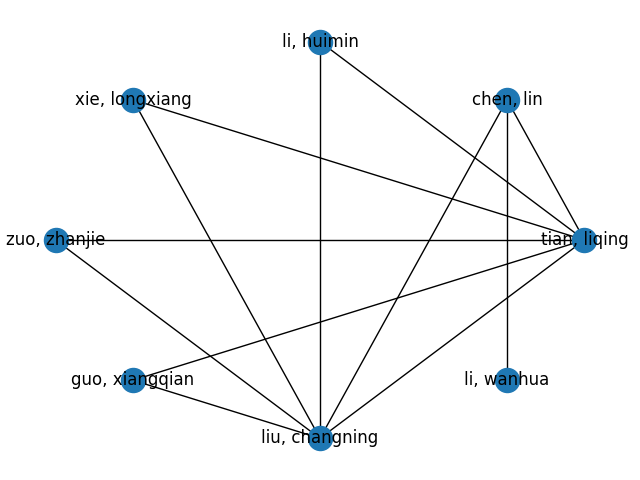 li, huimin
xie, longxiang
chen, lin
zuo, zhanjie
tian, liqing
guo, xiangqian
li, wanhua
liu, changning